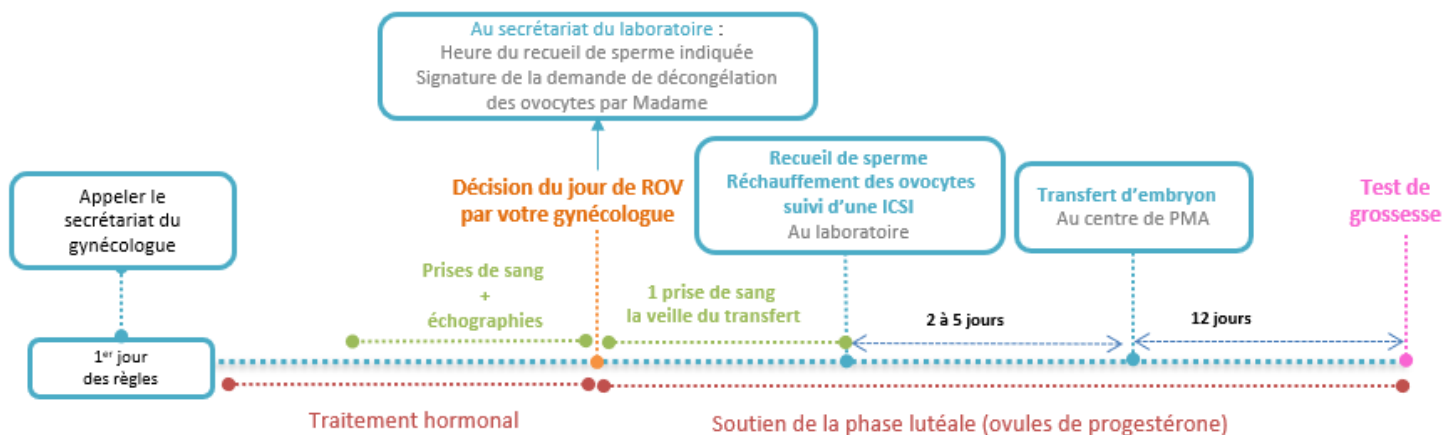 Au secrétariat du laboratoire :
Heure du recueil de sperme indiquée
Signature de la demande de décongélation
des ovocytes par Madame
Appeler le
secrétariat du
gynécologue
Décision du jour de ROV
par votre gynécologue
Recueil de sperme
Réchauffement des ovocytes
suivi d’une ICSI
Au laboratoire
Transfert d’embryon
Au centre de PMA
Test de
grossesse
Prises de sang
+
échographies
1 prise de sang
la veille du transfert
2 à 5 jours
12 jours
1er jour
des règles
Traitement hormonal
Soutien de la phase lutéale (ovules de progestérone)